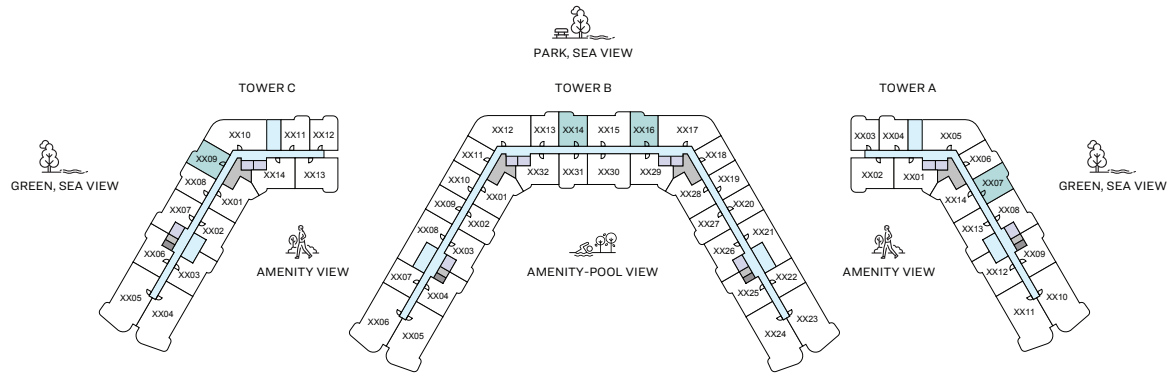 PARK, SEA VIEW
TOWER C
TOWER B
TOWER A
GREEN, SEA VIEW
XX10
XX11
XX12
XX09
XX14
XX13
XX08
XX01
XX07
XX02
XX06
XX03
XX05
XX04
AMENITY VIEW
XX12
XX13
XX14
XX15
XX16
XX17
XX11
XX32
XX31
XX30
XX29
XX18
XX10
XX01
XX28
XX19
XX09
XX02
XX27
XX20
XX08
XX03
XX26
XX21
XX07
XX04
XX25
XX22
XX06
XX05
XX24
XX23
AMENITY-POOL VIEW
XX03
XX04
XX05
XX02
XX01
XX06
XX14
XX07
XX13
XX08
XX12
XX09
XX11
XX10
AMENITY VIEW
GREEN, SEA VIEW